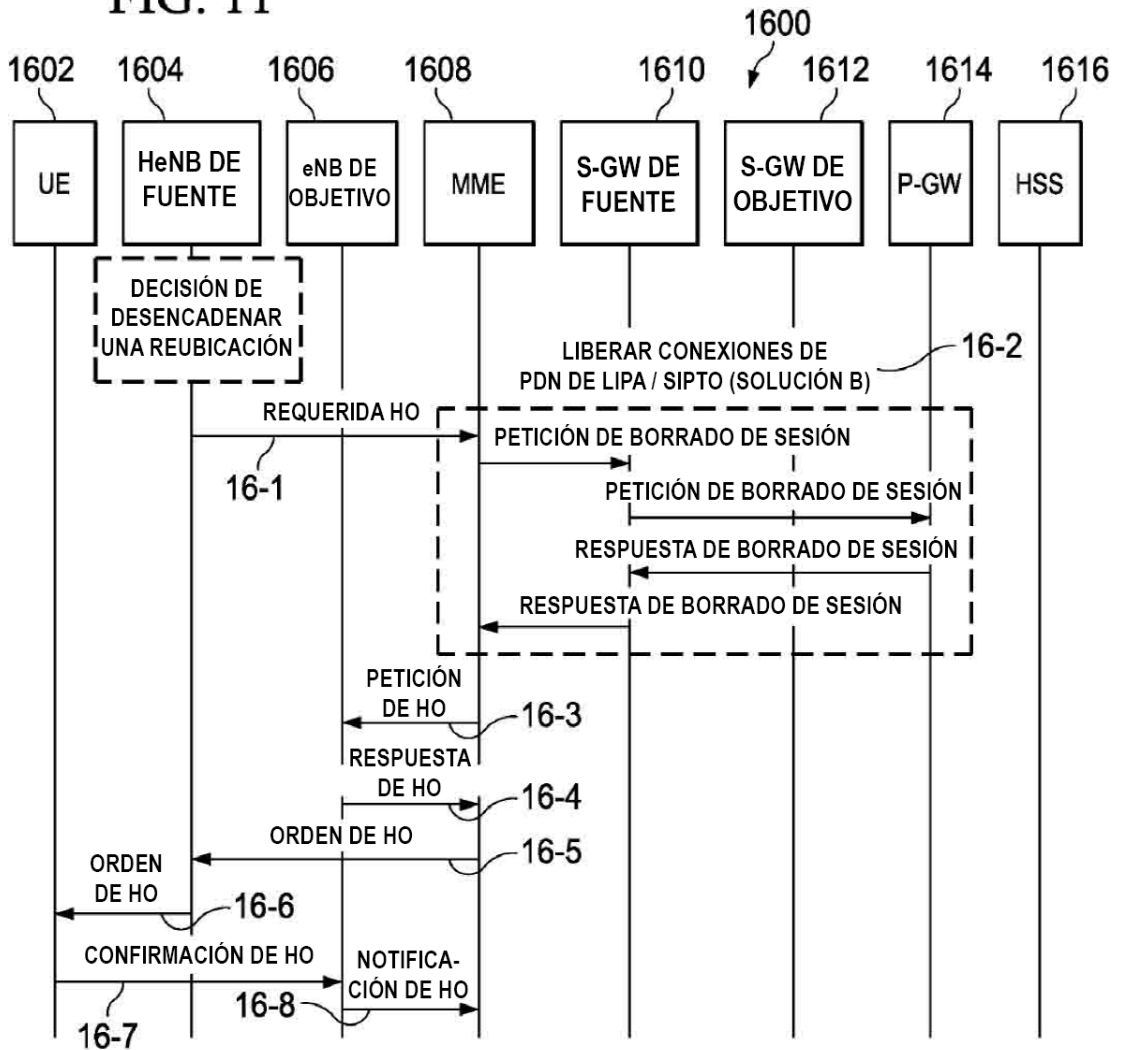 FIG. 11
1600
1602
1604
1606
1608
1610
1612
1614
1616
UE
HeNB DE
FUENTE
eNB DE
OBJETIVO
MME
S-GW DE
FUENTE
S-GW DE
OBJETIVO
P-GW
HSS
DECISIÓN DE
DESENCADENAR
UNA REUBICACIÓN
LIBERAR CONEXIONES DE
PDN DE LIPA / SIPTO (SOLUCIÓN B)
16-2
REQUERIDA HO
16-1
PETICIÓN DE BORRADO DE SESIÓN
PETICIÓN DE BORRADO DE SESIÓN
RESPUESTA DE BORRADO DE SESIÓN
RESPUESTA DE BORRADO DE SESIÓN
PETICIÓN
DE HO
16-3
RESPUESTA
DE HO
16-4
ORDEN DE HO
16-5
ORDEN
DE HO
16-6
CONFIRMACIÓN DE HO
16-7
NOTIFICA-
CIÓN DE HO
16-8